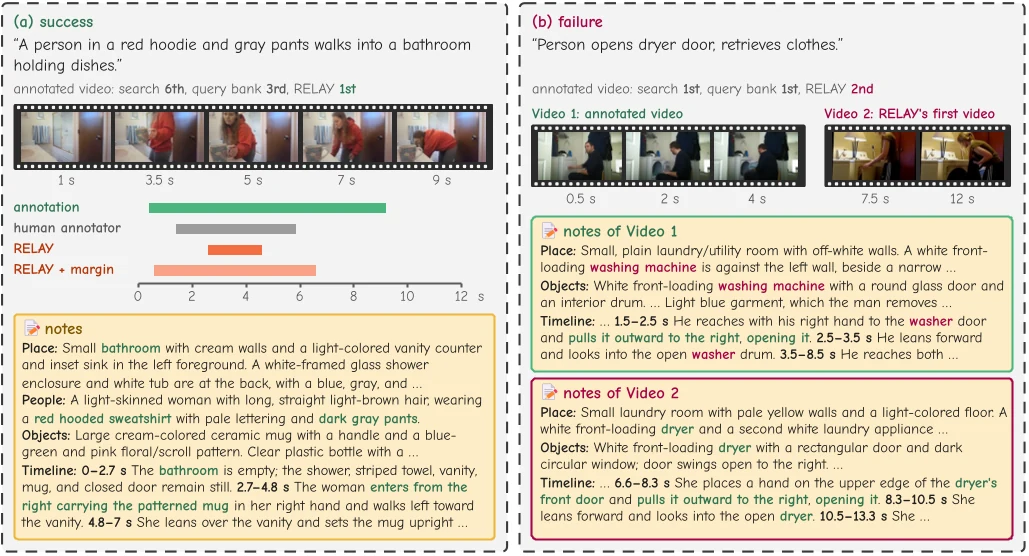 (a) success
“A person in a red hoodie and gray pants walks into a bathroom
holding dishes.”
annotated video: search 6th, query bank 3rd, RELAY 1st
1 s 3.5 s 5 s 7 s 9 s
annotation
human annotator
RELAY
RELAY + margin
0 2 4 6 8 10 12 s
notes
Place: Small bathroom with cream walls and a light-colored vanity counter
and inset sink in the left foreground. A white-framed glass shower
enclosure and white tub are at the back, with a blue, gray, and ...
People: A light-skinned woman with long, straight light-brown hair, wearing
a red hooded sweatshirt with pale lettering and dark gray pants.
Objects: Large cream-colored ceramic mug with a handle and a blue-
green and pink floral/scroll pattern. Clear plastic bottle with a ...
Timeline: 0–2.7 s The bathroom is empty; the shower, striped towel, vanity,
mug, and closed door remain still. 2.7–4.8 s The woman enters from the
right carrying the patterned mug in her right hand and walks left toward
the vanity. 4.8–7 s She leans over the vanity and sets the mug upright ...
(b) failure
“Person opens dryer door, retrieves clothes.”
annotated video: search 1st, query bank 1st, RELAY 2nd
Video 1: annotated video
Video 2: RELAY's first video
0.5 s 2 s 4 s
7.5 s 12 s
notes of Video 1
Place: Small, plain laundry/utility room with off-white walls. A white front-
loading washing machine is against the left wall, beside a narrow ...
Objects: White front-loading washing machine with a round glass door and
an interior drum. ... Light blue garment, which the man removes ...
Timeline: ... 1.5–2.5 s He reaches with his right hand to the washer door
and pulls it outward to the right, opening it. 2.5–3.5 s He leans forward
and looks into the open washer drum. 3.5–8.5 s He reaches both ...
notes of Video 2
Place: Small laundry room with pale yellow walls and a light-colored floor. A
white front-loading dryer and a second white laundry appliance ...
Objects: White front-loading dryer with a rectangular door and dark
circular window; door swings open to the right. ...
Timeline: ... 6.6–8.3 s She places a hand on the upper edge of the dryer's
front door and pulls it outward to the right, opening it. 8.3–10.5 s She
leans forward and looks into the open dryer. 10.5–13.3 s She ...